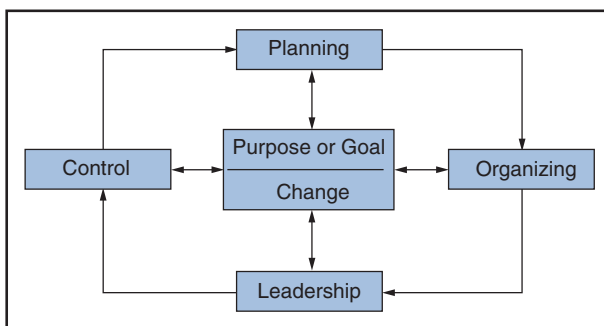 Planning
Purpose or Goal
Control
Organizing
Change
Leadership